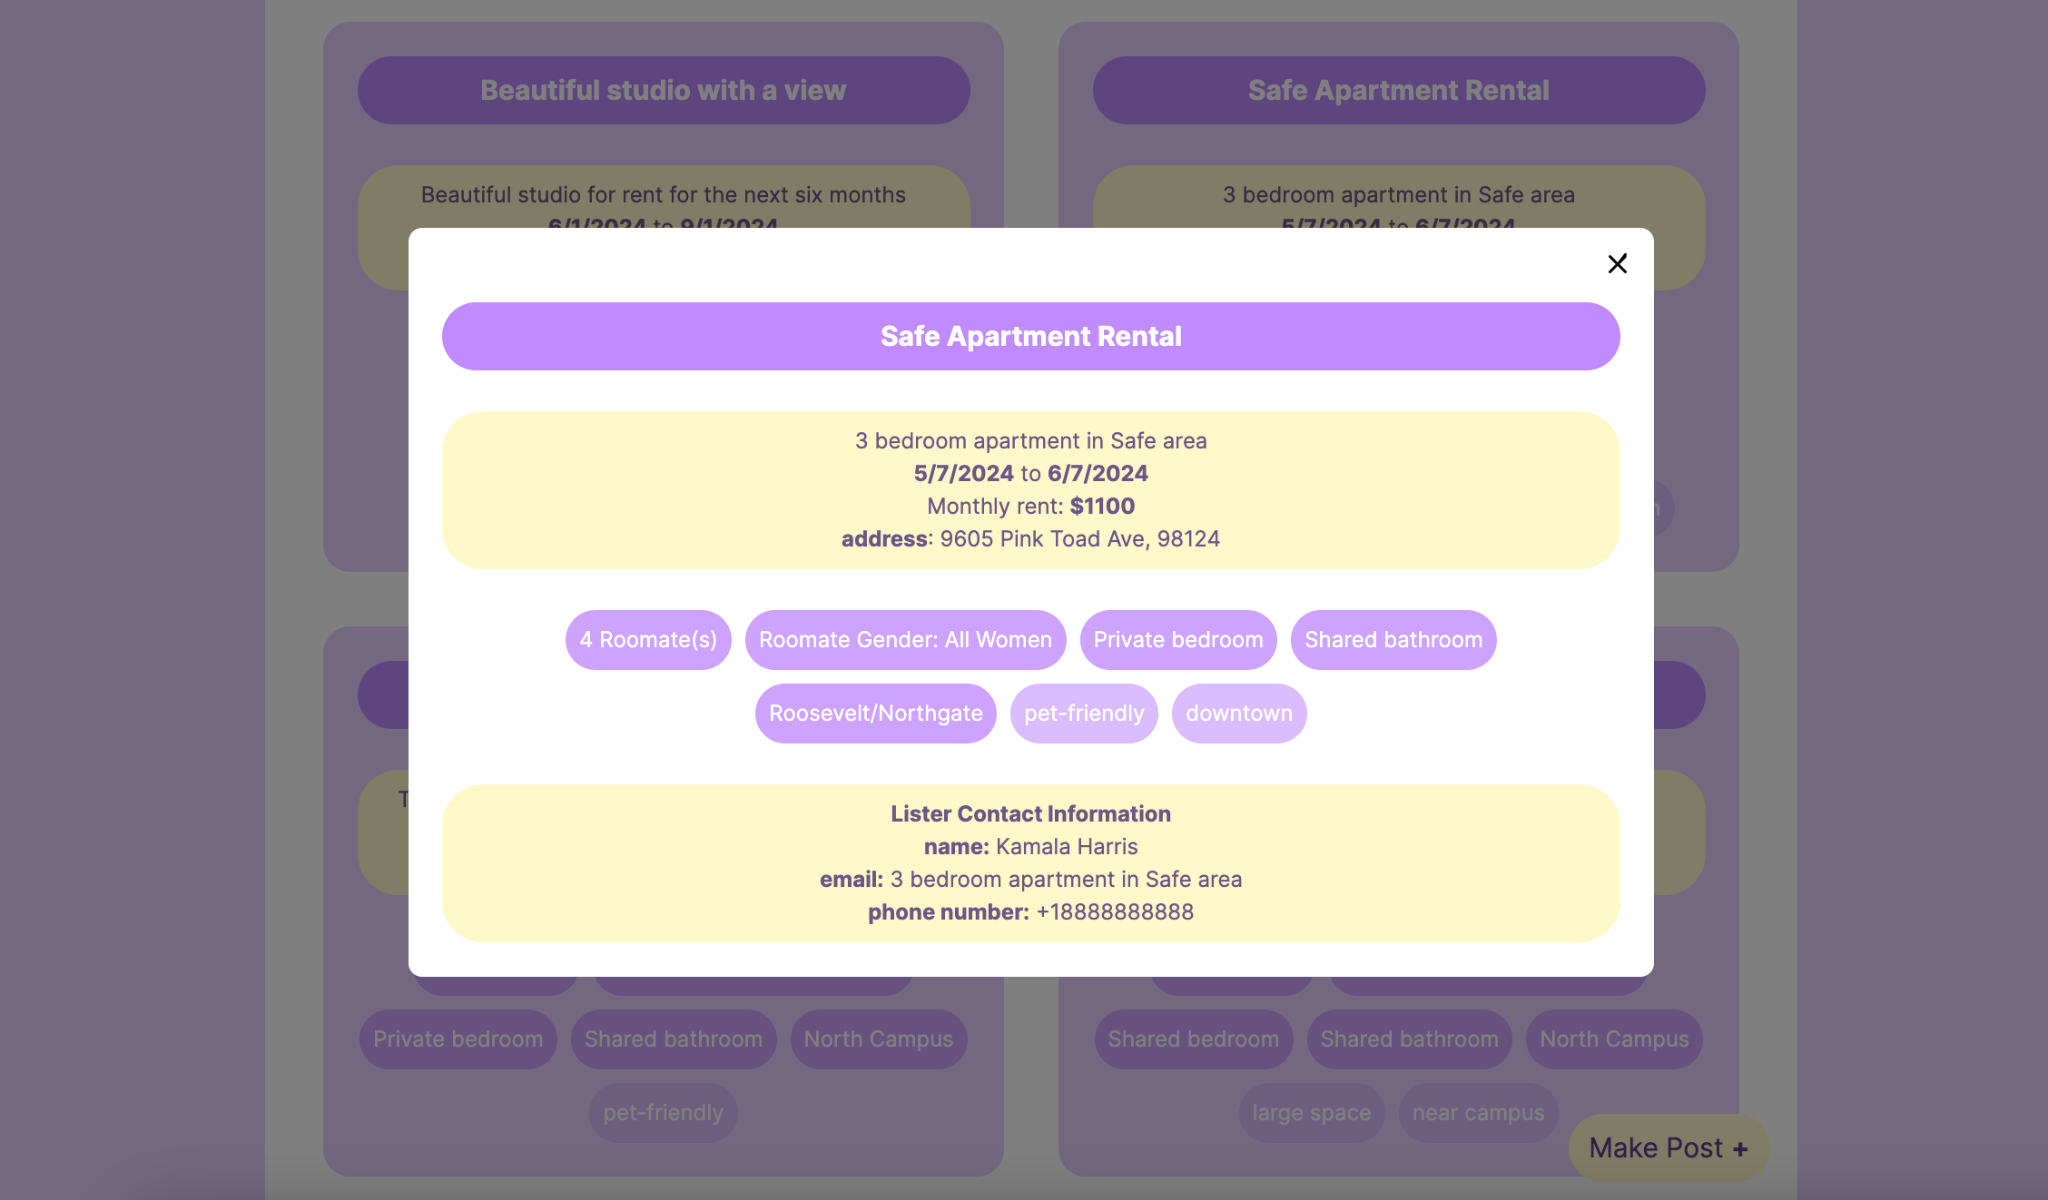 Beautiful studio with a view
Safe Apartment Rental
Beautiful studio for rent for the next six months
6/1/2024 to 9/1/2024
3 bedroom apartment in Safe area
5/7/2024 to 6/7/2024
Safe Apartment Rental
3 bedroom apartment in Safe area
5/7/2024 to 6/7/2024
Monthly rent: $1100
address: 9605 Pink Toad Ave, 98124
4 Roomate(s) Roomate Gender: All Women Private bedroom Shared bathroom
Roosevelt/Northgate pet-friendly downtown
Lister Contact Information
name: Kamala Harris
email: 3 bedroom apartment in Safe area
phone number: +18888888888
Private bedroom Shared bathroom North Campus
pet-friendly
Shared bedroom Shared bathroom North Campus
large space near campus
Make Post +